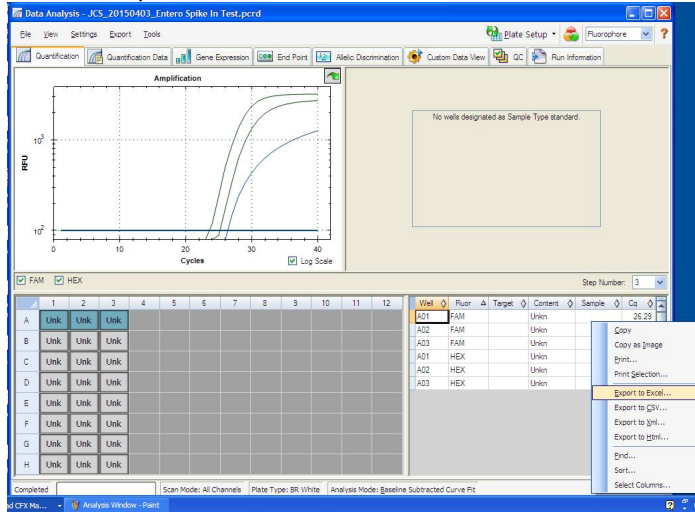 Data Analysis - JCS_20150403_Entero Spike In Test.pcrd
File View Settings Export Tools Plate Setup Fluorophore ?
Quantification Quantification Data Gene Expression End Point Allelic Discrimination Custom Data View QC Run Information
Amplification
No wells designated as Sample Type standard.
10³
RFU
10²
0 10 20 30 40
Cycles
Log Scale
FAM HEX
Step Number: 3
1 2 3 4 5 6 7 8 9 10 11 12
A Unk Unk Unk
B Unk Unk Unk
C Unk Unk Unk
D Unk Unk Unk
E Unk Unk Unk
F Unk Unk Unk
G Unk Unk Unk
H Unk Unk Unk
Well Fluor Target Content Sample Cq
A01 FAM Unkn 26.29
A02 FAM Unkn
A03 FAM Unkn
A01 HEX Unkn
A02 HEX Unkn
A03 HEX Unkn
Copy
Copy as Image
Print...
Print Selection...
Export to Excel...
Export to CSV...
Export to Xml...
Export to Html...
Find...
Sort...
Select Columns...
Completed Scan Mode: All Channels Plate Type: BR White Analysis Mode: Baseline Subtracted Curve Fit
ad CFX Ma... Analysis Window - Paint ?